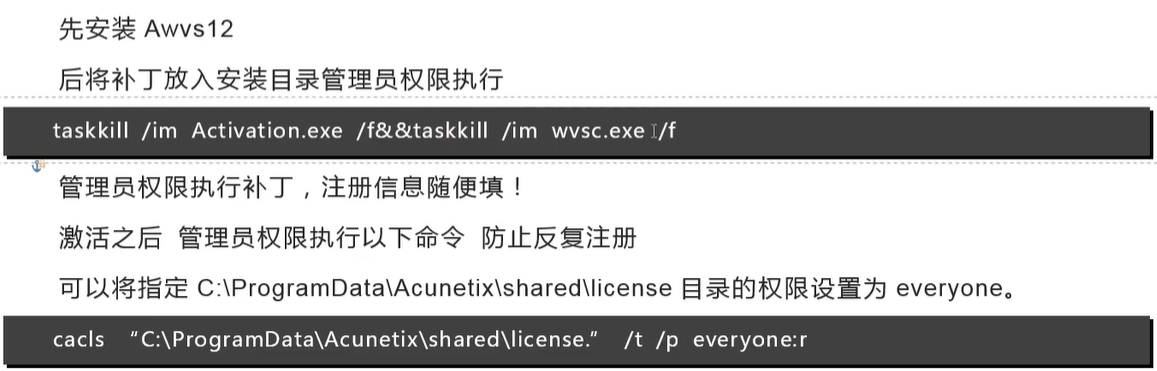 先安装 Awvs12
后将补丁放入安装目录管理员权限执行
taskkill /im Activation.exe /f&&taskkill /im wvsc.exe /f
管理员权限执行补丁，注册信息随便填！
激活之后 管理员权限执行以下命令 防止反复注册
可以将指定 C:\ProgramData\Acunetix\shared\license 目录的权限设置为 everyone。
cacls “C:\ProgramData\Acunetix\shared\license.” /t /p everyone:r